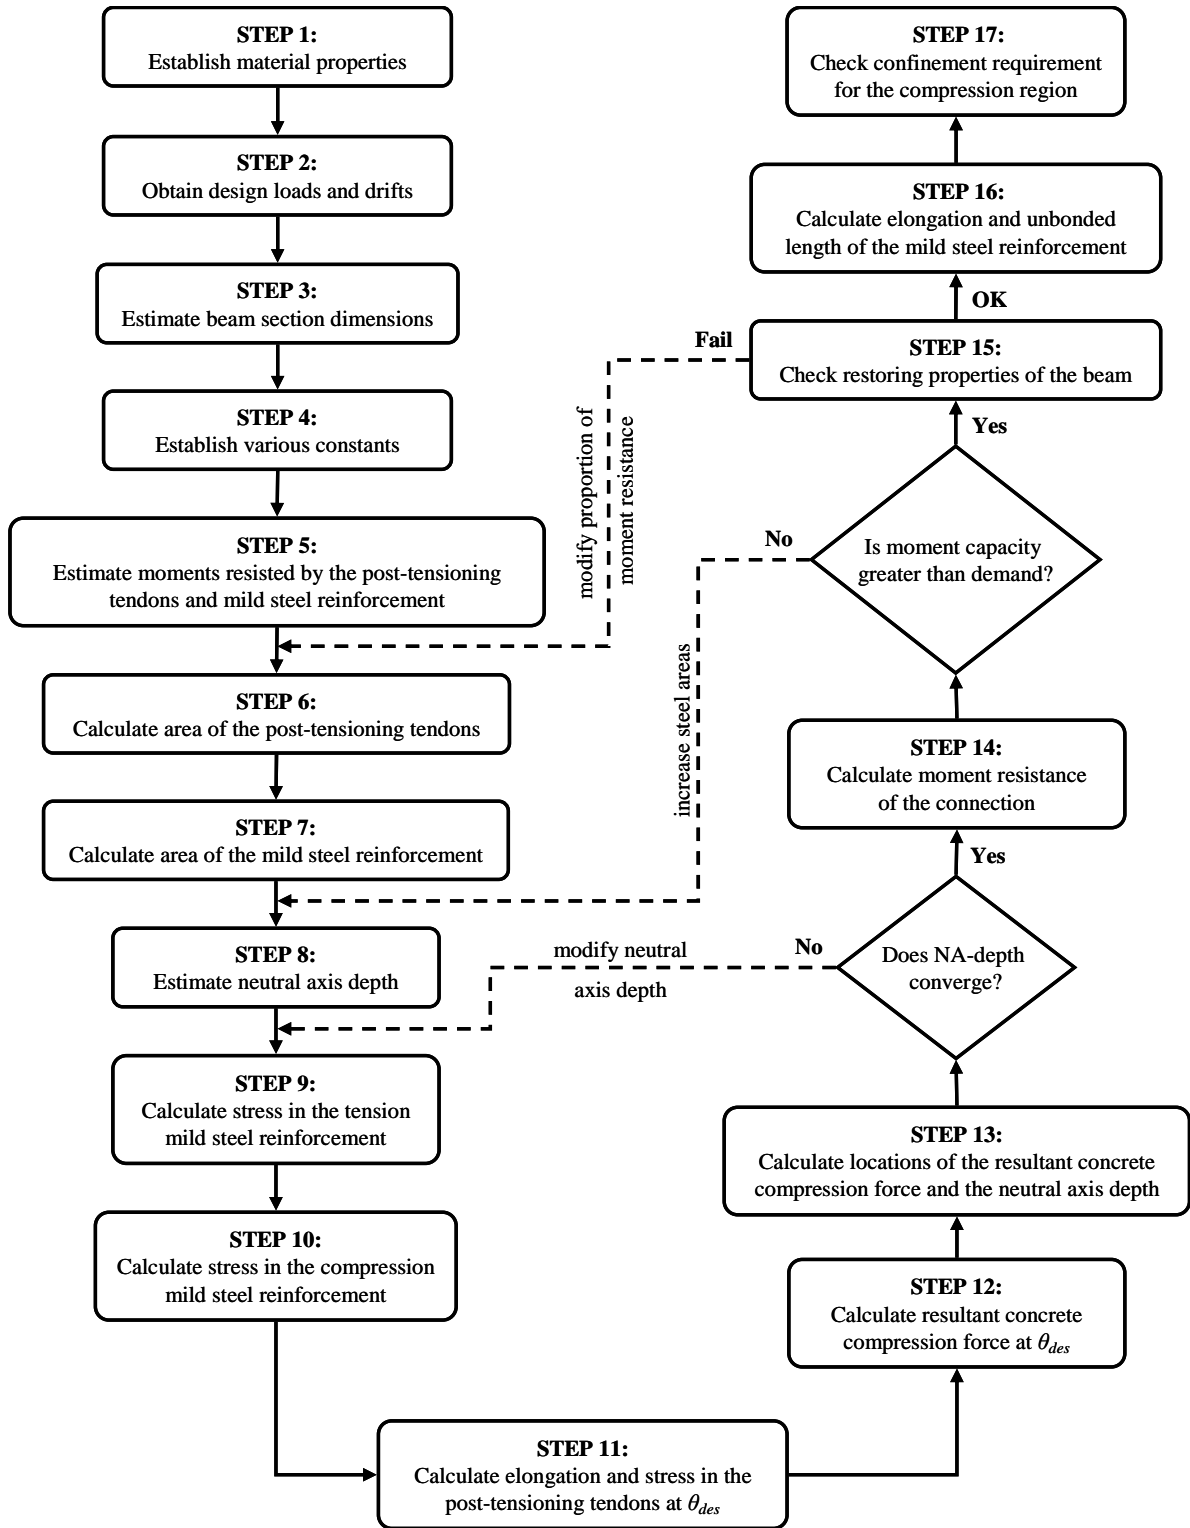 STEP 1:
Establish material properties
STEP 2:
Obtain design loads and drifts
STEP 3:
Estimate beam section dimensions
STEP 4:
Establish various constants
STEP 5:
Estimate moments resisted by the post-tensioning
tendons and mild steel reinforcement
STEP 6:
Calculate area of the post-tensioning tendons
STEP 7:
Calculate area of the mild steel reinforcement
STEP 8:
Estimate neutral axis depth
STEP 9:
Calculate stress in the tension
mild steel reinforcement
STEP 10:
Calculate stress in the compression
mild steel reinforcement
STEP 11:
Calculate elongation and stress in the
post-tensioning tendons at θdes
STEP 12:
Calculate resultant concrete
compression force at θdes
STEP 13:
Calculate locations of the resultant concrete
compression force and the neutral axis depth
Does NA-depth
converge?
No
modify neutral
axis depth
Yes
STEP 14:
Calculate moment resistance
of the connection
Is moment capacity
greater than demand?
No
increase steel areas
Yes
STEP 15:
Check restoring properties of the beam
Fail
modify proportion of
moment resistance
OK
STEP 16:
Calculate elongation and unbonded
length of the mild steel reinforcement
STEP 17:
Check confinement requirement
for the compression region